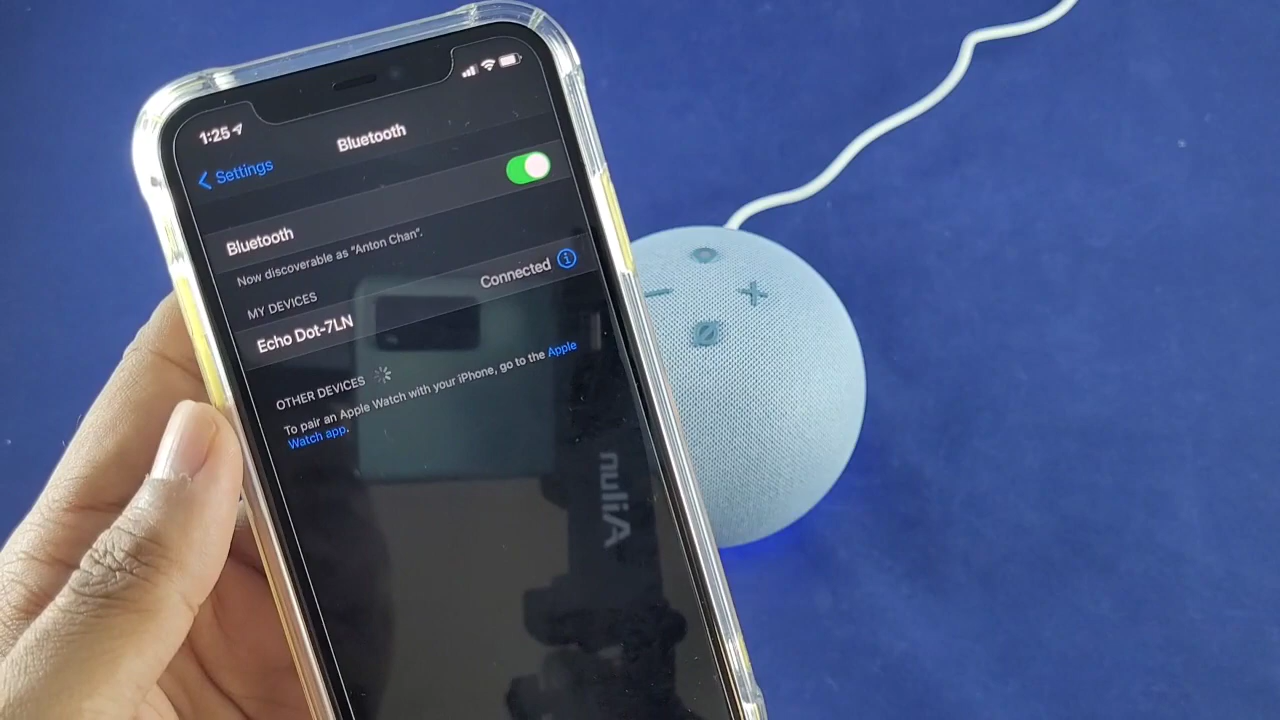 1:25
Settings
Bluetooth
Bluetooth
Now discoverable as “Anton Chan”.
MY DEVICES
Echo Dot-7LN
Connected
OTHER DEVICES
To pair an Apple Watch with your iPhone, go to the Apple
Watch app.
nuliA